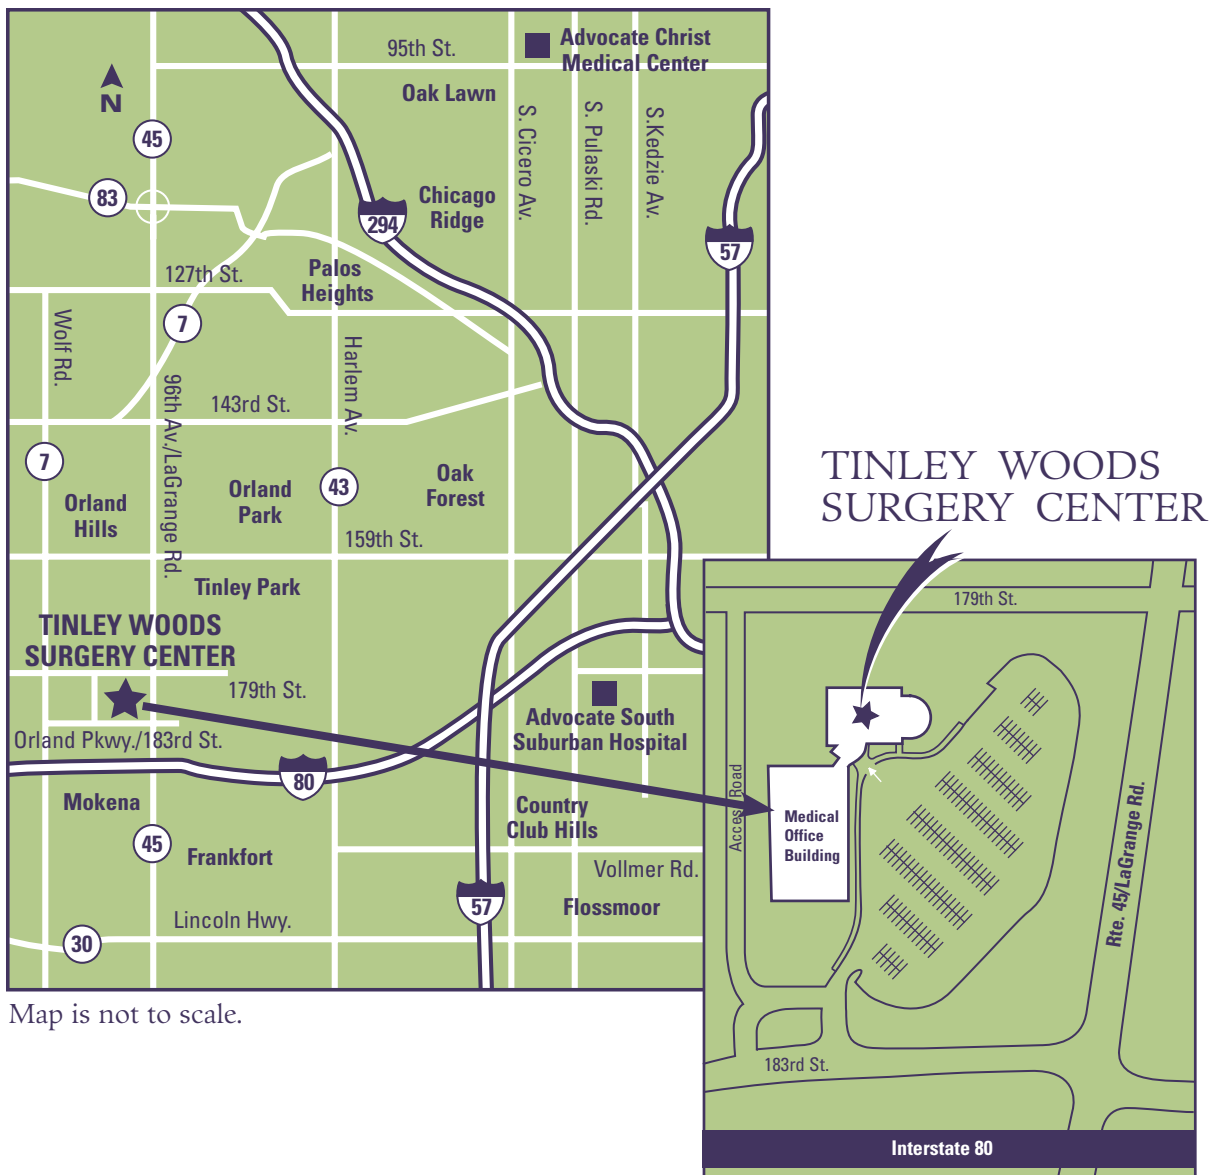 95th St.
Advocate Christ
Medical Center
Oak Lawn
N
45
83
S. Cicero Av.
S. Pulaski Rd.
S.Kedzie Av.
Chicago
Ridge
294
57
127th St.
Palos
Heights
7
Wolf Rd.
Harlem Av.
96th Av./LaGrange Rd.
143rd St.
7
Orland
Hills
Orland
Park
43
Oak
Forest
159th St.
Tinley Park
TINLEY WOODS
SURGERY CENTER
179th St.
Orland Pkwy./183rd St.
Advocate South
Suburban Hospital
80
Mokena
45
Frankfort
Country
Club Hills
Vollmer Rd.
57
Flossmoor
Lincoln Hwy.
30
Map is not to scale.
TINLEY WOODS
SURGERY CENTER
179th St.
Access Road
Medical
Office
Building
Rte. 45/LaGrange Rd.
183rd St.
Interstate 80